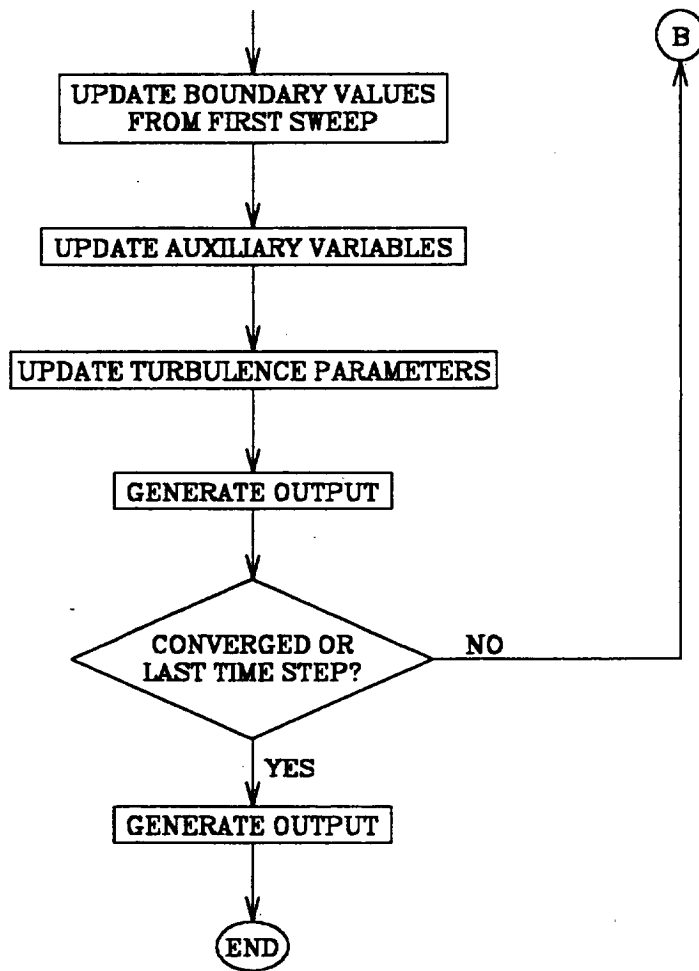 B
UPDATE BOUNDARY VALUES
FROM FIRST SWEEP
UPDATE AUXILIARY VARIABLES
UPDATE TURBULENCE PARAMETERS
GENERATE OUTPUT
CONVERGED OR
LAST TIME STEP?
NO
YES
GENERATE OUTPUT
END